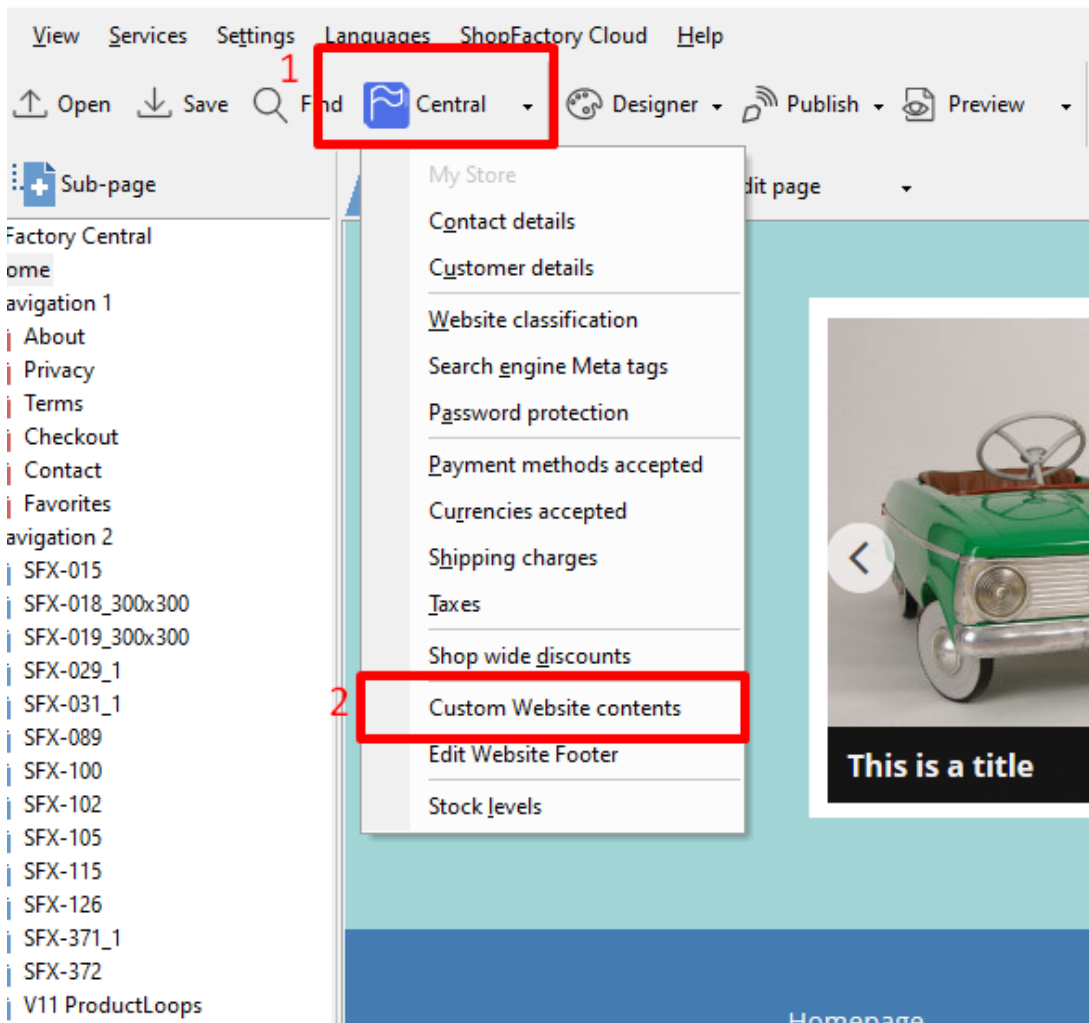 View Services Settings Languages ShopFactory Cloud Help
1
Open Save Find Central Designer Publish Preview
Sub-page
dit page
Factory Central
ome
avigation 1
About
Privacy
Terms
Checkout
Contact
Favorites
avigation 2
SFX-015
SFX-018_300x300
SFX-019_300x300
SFX-029_1
SFX-031_1
SFX-089
SFX-100
SFX-102
SFX-105
SFX-115
SFX-126
SFX-371_1
SFX-372
V11 ProductLoops
My Store
Contact details
Customer details
Website classification
Search engine Meta tags
Password protection
Payment methods accepted
Currencies accepted
Shipping charges
Taxes
Shop wide discounts
2
Custom Website contents
Edit Website Footer
Stock levels
This is a title
Homepage